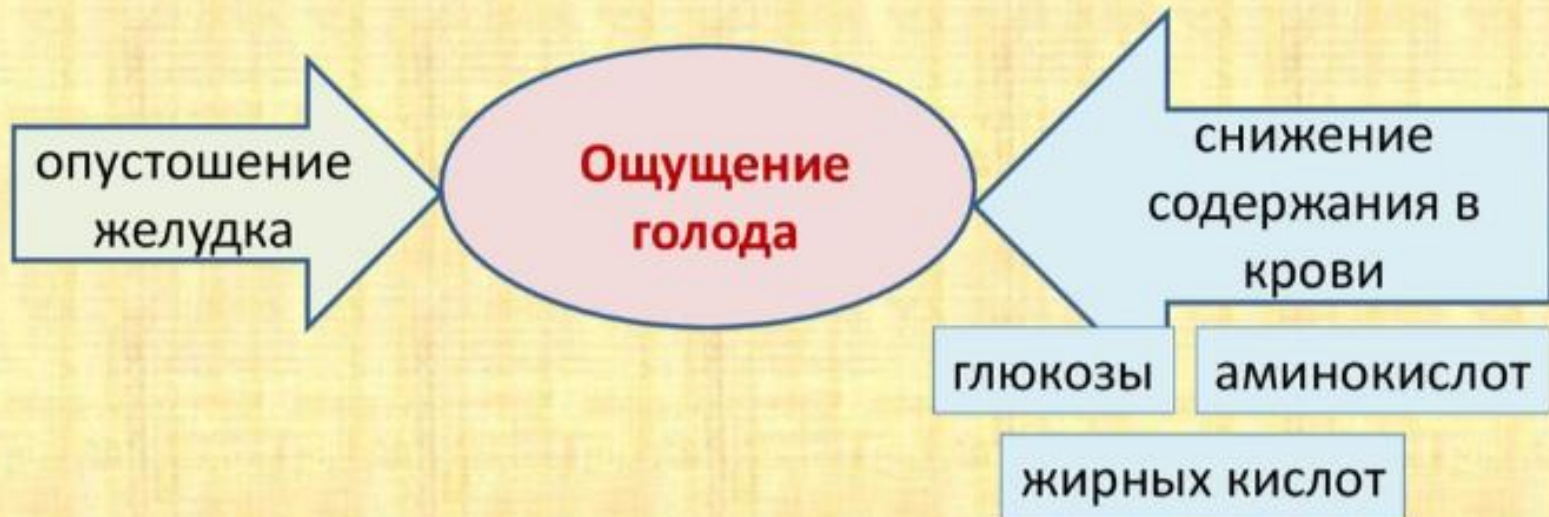 опустошение
желудка
Ощущение
голода
снижение
содержания в
крови
глюкозы
аминокислот
жирных кислот